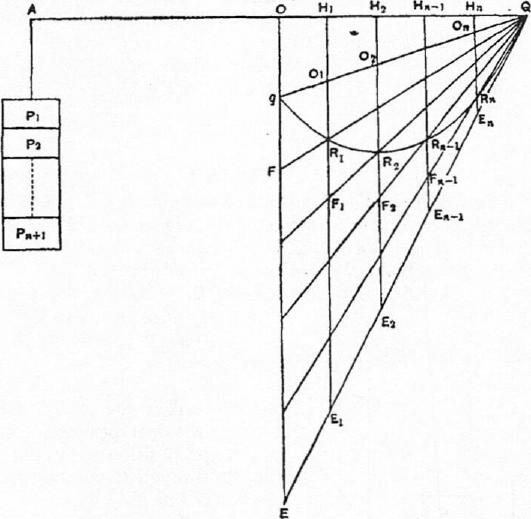 A O H1 H2 Hn-1 Hn Q
On
O2
O1
q Rn
P1 En
P2 R1 R2 Rn-1
F Fn-1
F1 F2 En-1
Pn+1
E2
E1
E